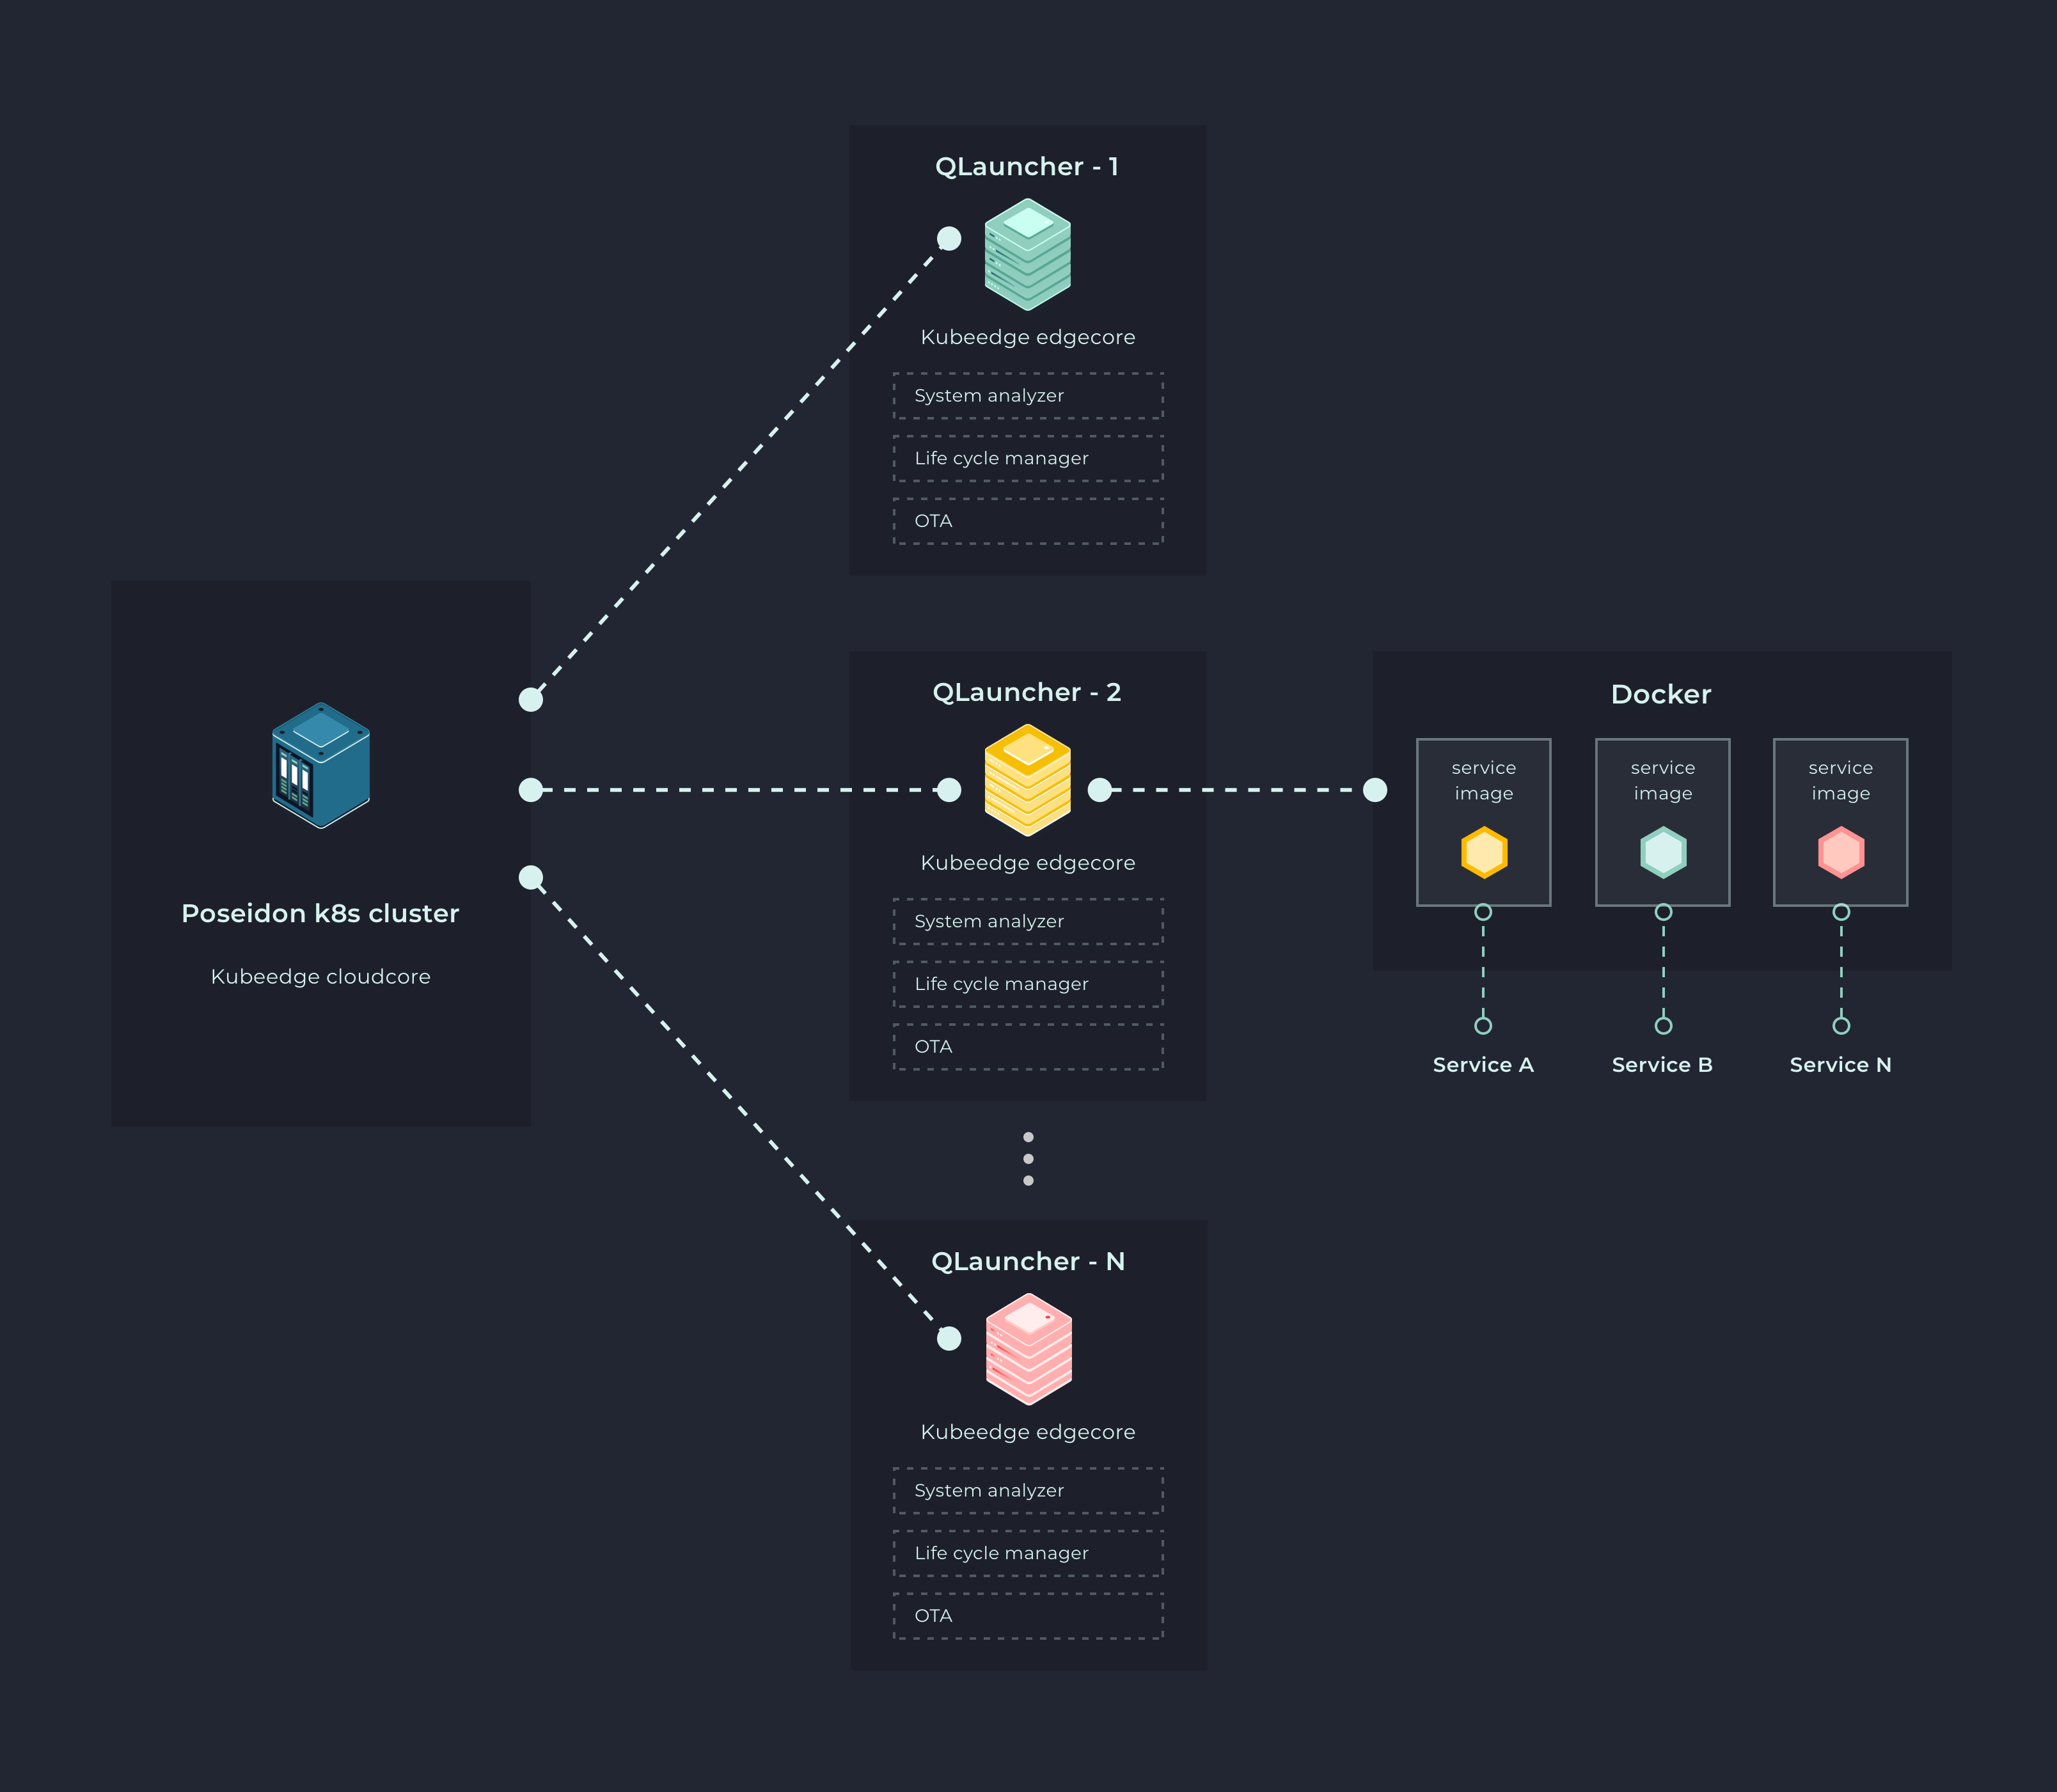 QLauncher - 1
Kubeedge edgecore
System analyzer
Life cycle manager
OTA
Poseidon k8s cluster
Kubeedge cloudcore
QLauncher - 2
Kubeedge edgecore
System analyzer
Life cycle manager
OTA
Docker
service
image
service
image
service
image
Service A
Service B
Service N
QLauncher - N
Kubeedge edgecore
System analyzer
Life cycle manager
OTA